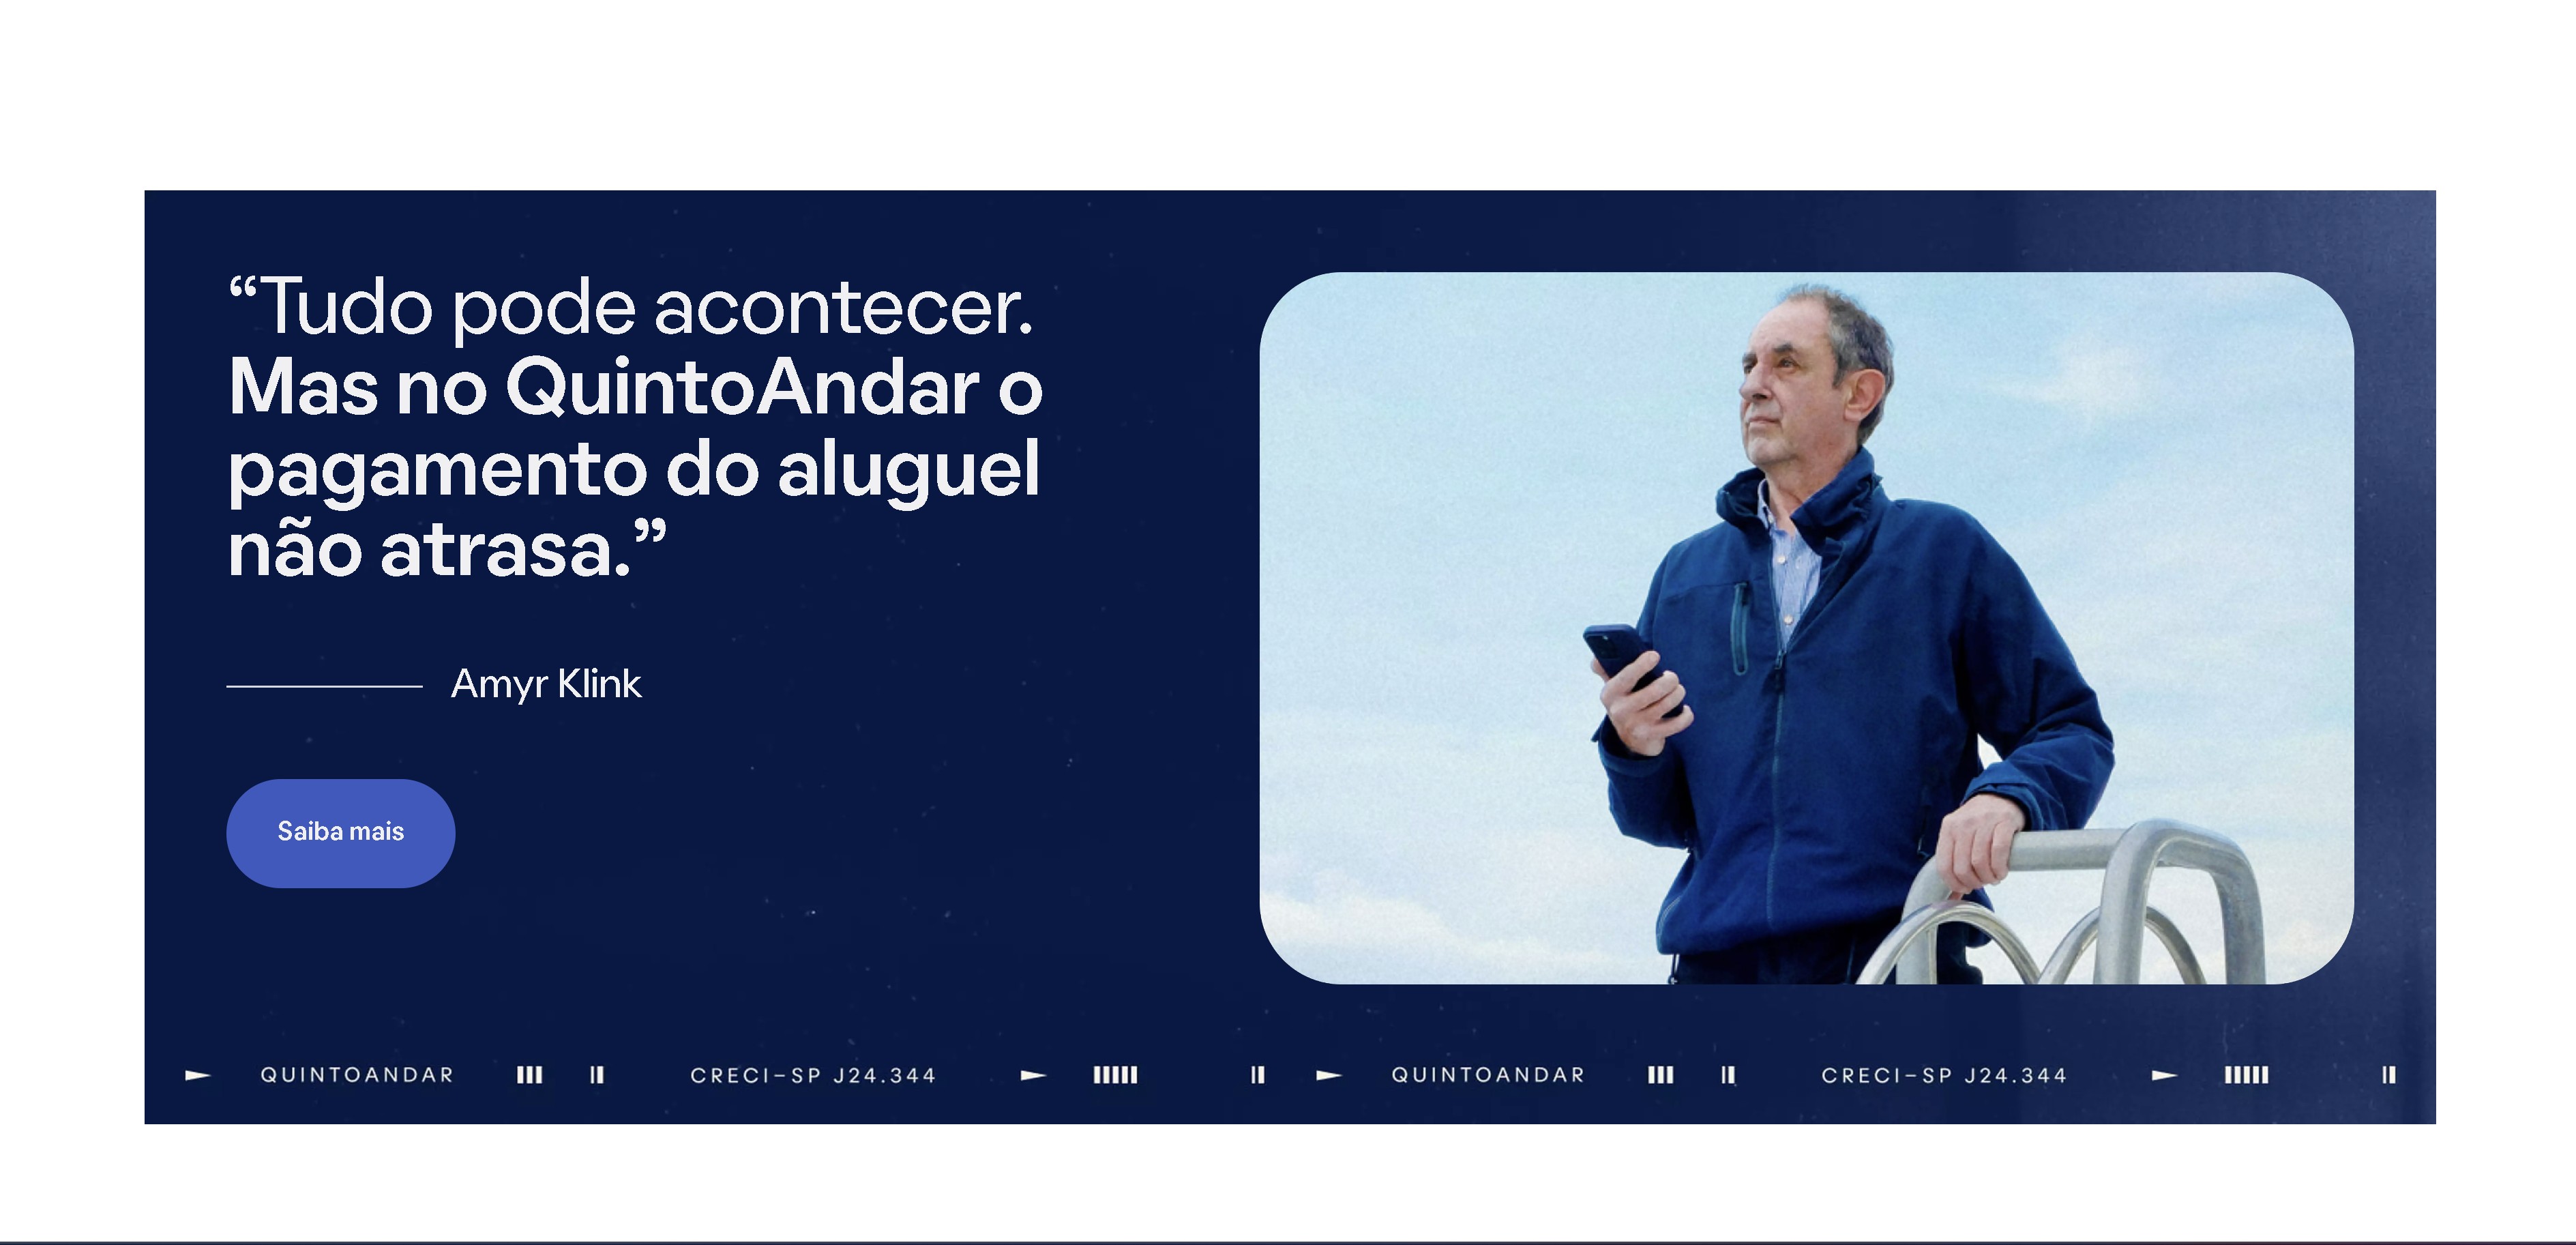 “Tudo pode acontecer.
Mas no QuintoAndar o
pagamento do aluguel
não atrasa.”
Amyr Klink
Saiba mais
QUINTOANDAR CRECI–SP J24.344 QUINTOANDAR CRECI–SP J24.344